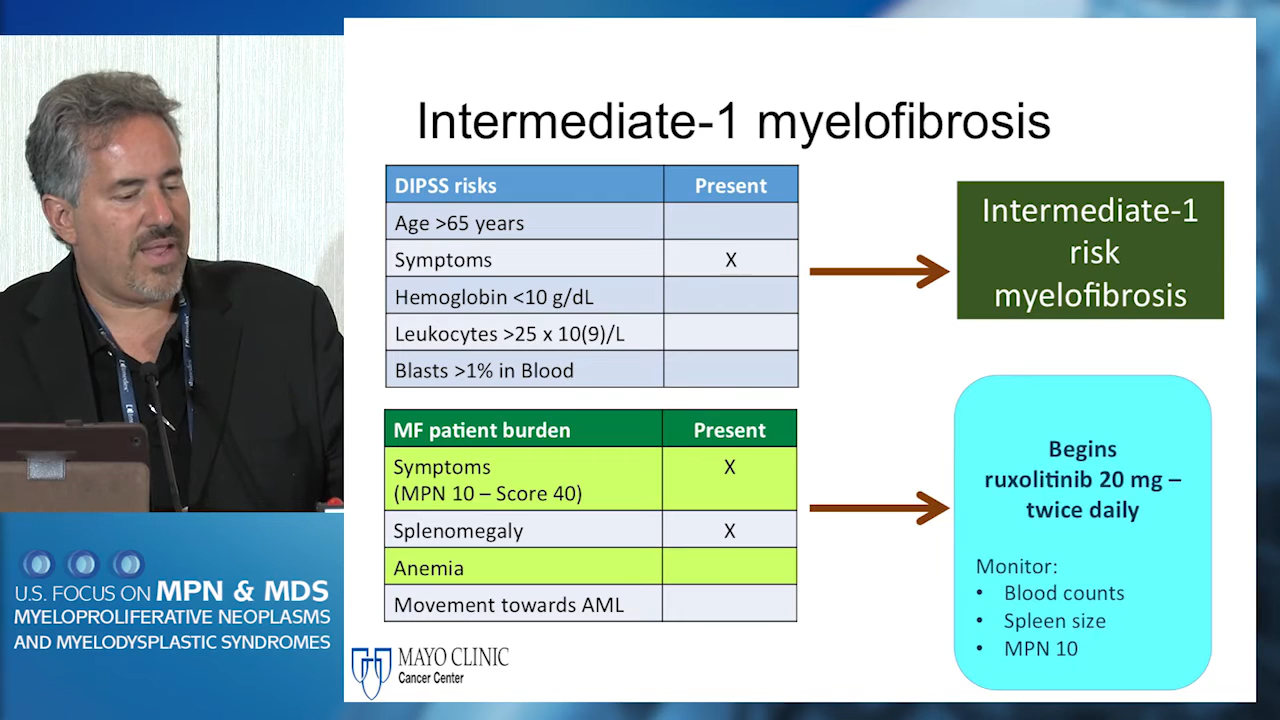 Intermediate-1 myelofibrosis
DIPSS risks Present
Age >65 years
Symptoms X
Hemoglobin <10 g/dL
Leukocytes >25 x 10(9)/L
Blasts >1% in Blood
Intermediate-1
risk
myelofibrosis
MF patient burden Present
Symptoms X
(MPN 10 – Score 40)
Splenomegaly X
Anemia
Movement towards AML
Begins
ruxolitinib 20 mg –
twice daily
Monitor:
• Blood counts
• Spleen size
• MPN 10
MAYO CLINIC
Cancer Center
U.S. FOCUS ON MPN & MDS
MYELOPROLIFERATIVE NEOPLASMS
AND MYELODYSPLASTIC SYNDROMES